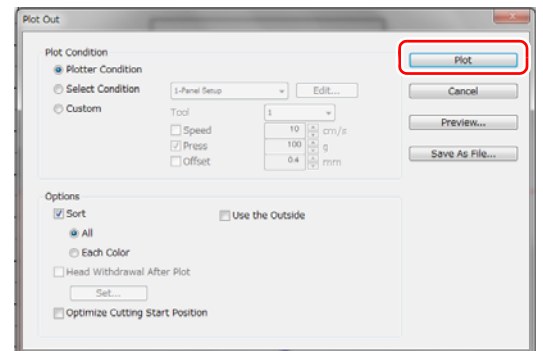 Plot Out
Plot Condition
Plotter Condition
Select Condition 1-Panel Setup Edit...
Custom Tool 1
Speed 10 cm/s
Press 100 g
Offset 0.4 mm
Plot
Cancel
Preview...
Save As File...
Options
Sort Use the Outside
All
Each Color
Head Withdrawal After Plot
Set...
Optimize Cutting Start Position